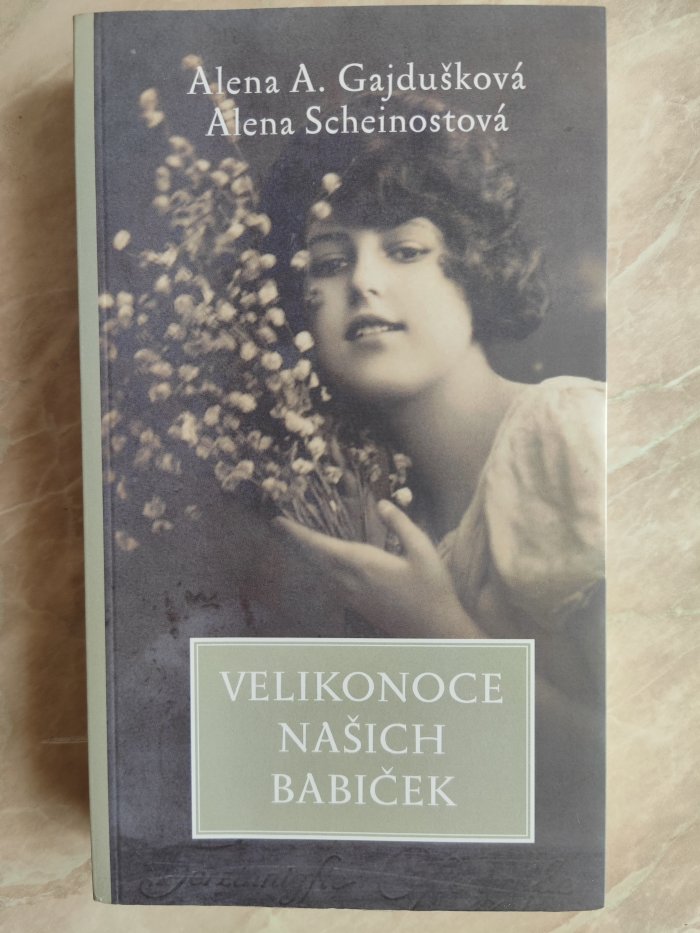 Alena A. Gajdušková
Alena Scheinostová
VELIKONOCE
NAŠICH
BABIČEK